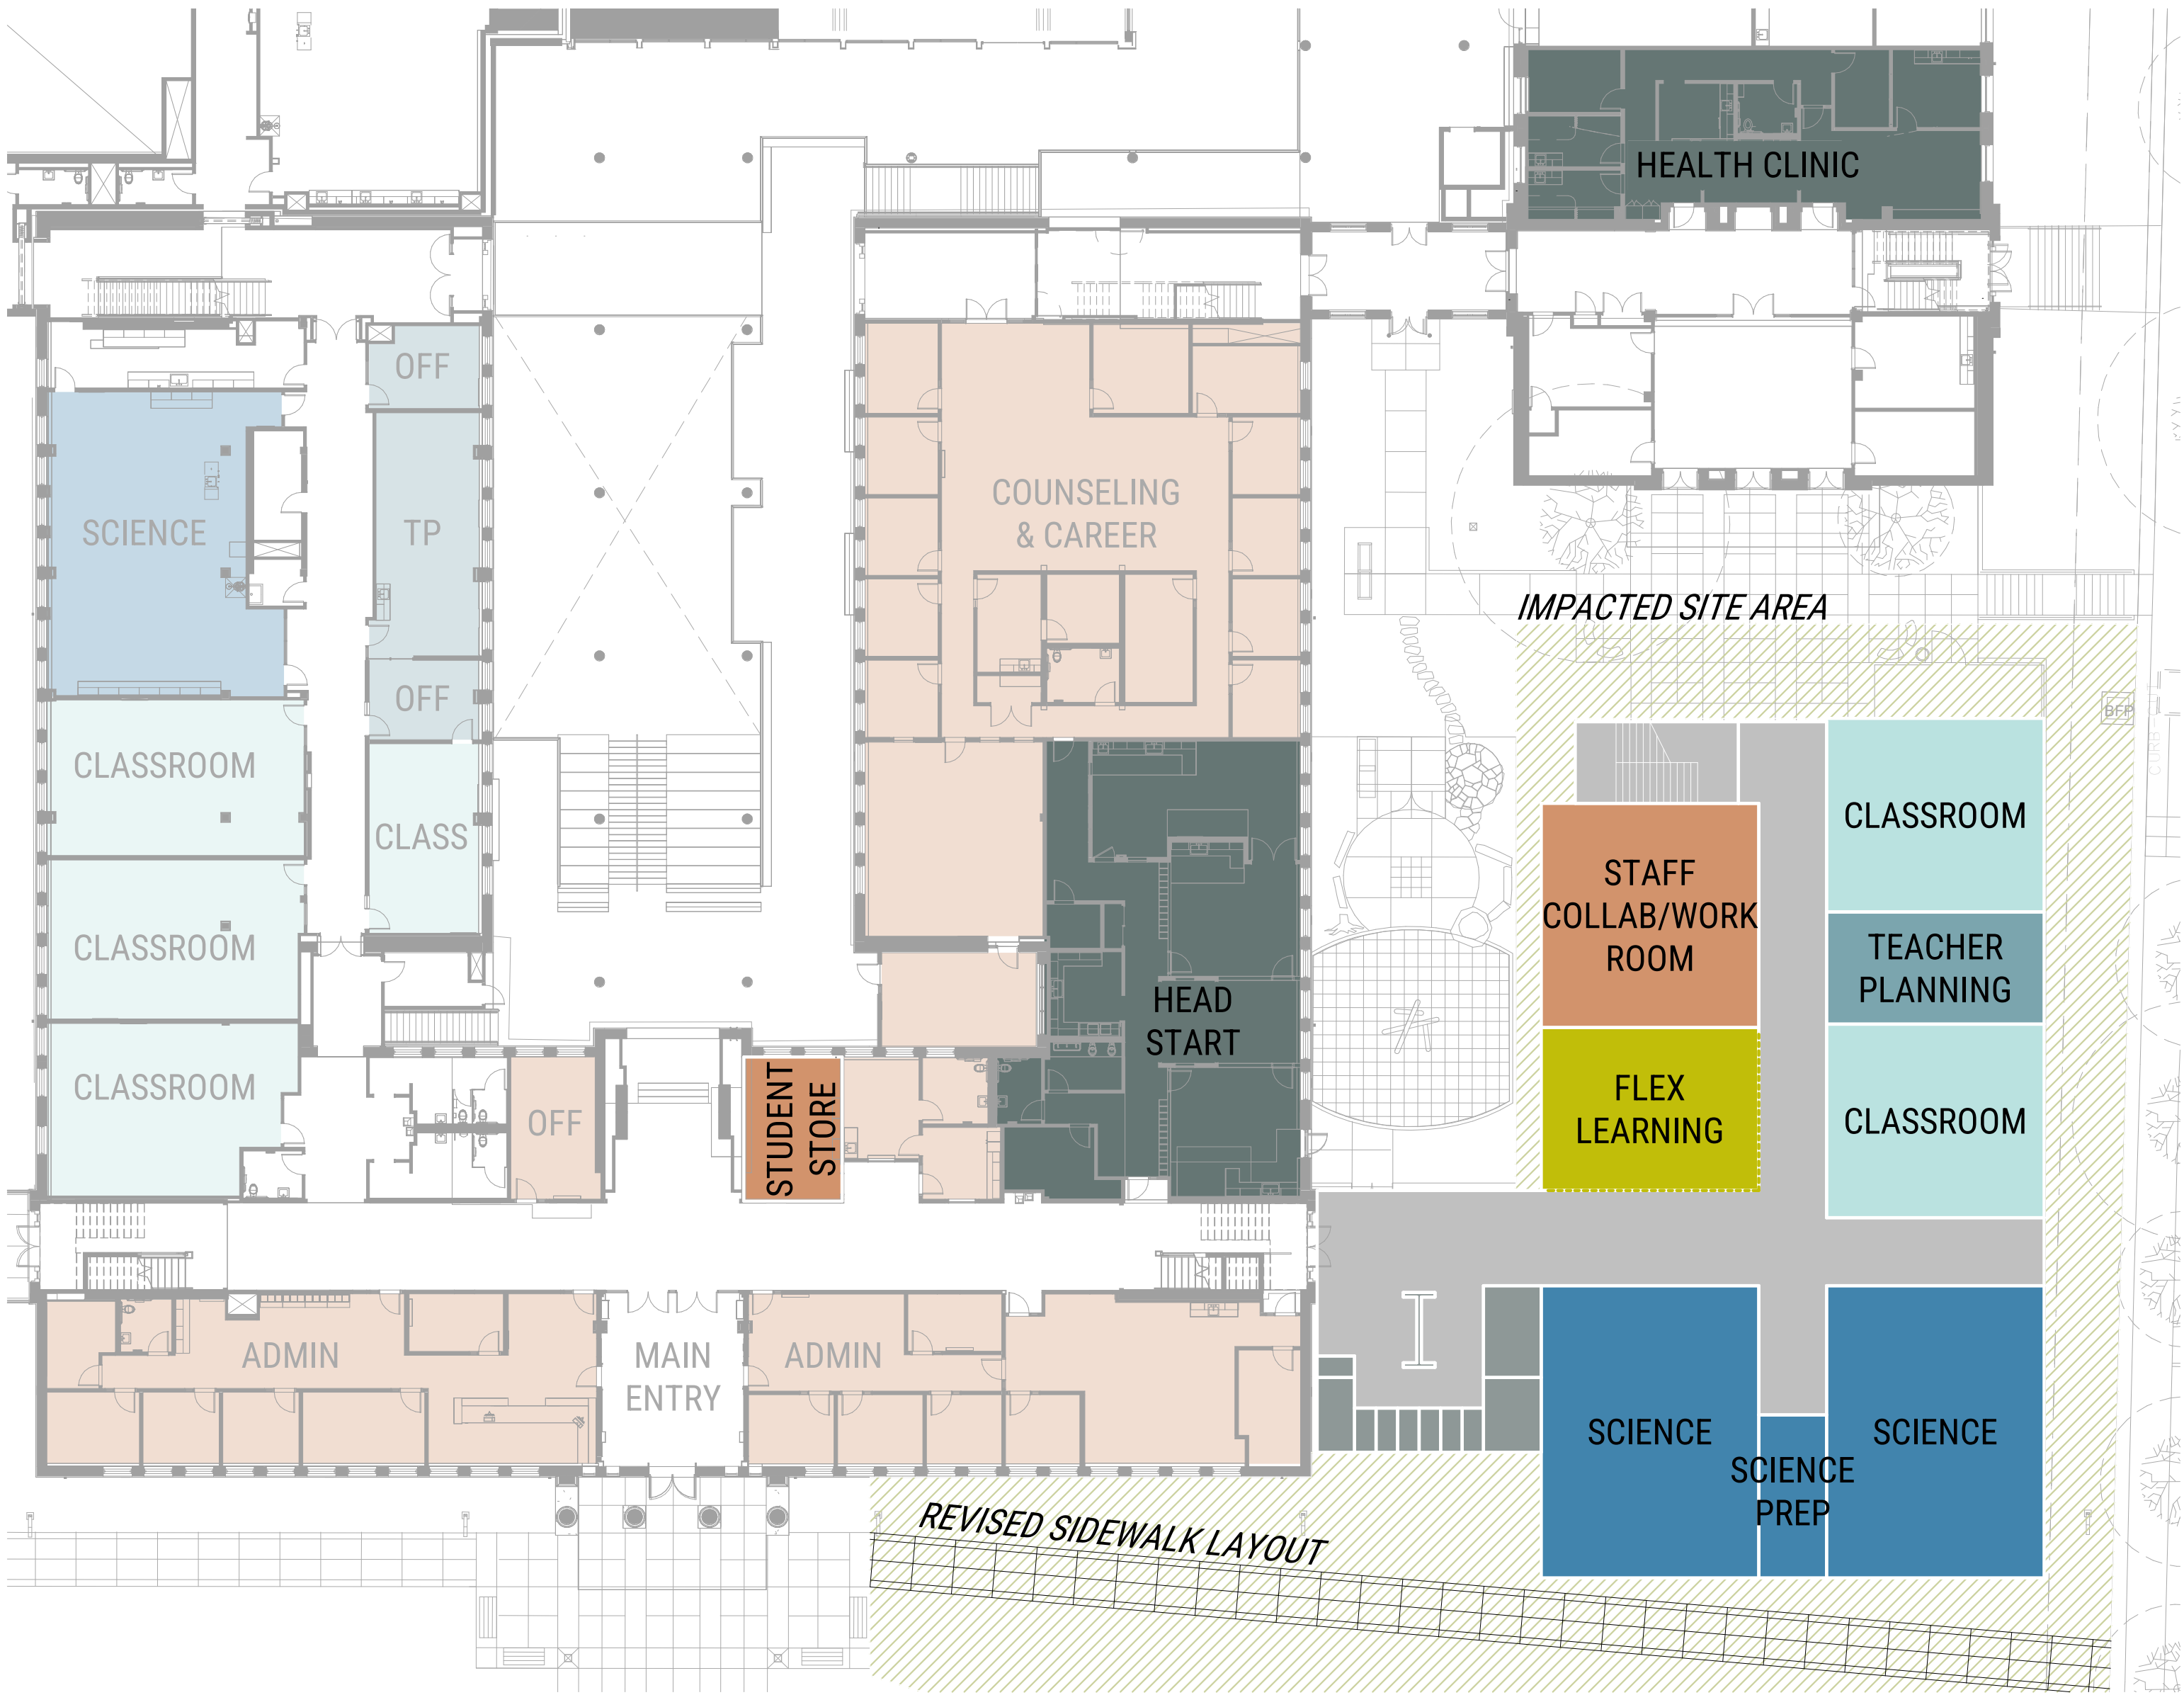 HEALTH CLINIC
OFF
SCIENCE
TP
COUNSELING
& CAREER
IMPACTED SITE AREA
OFF
BFP
CURB
CLASSROOM
CLASS
CLASSROOM
STAFF
COLLAB/WORK
ROOM
CLASSROOM
TEACHER
PLANNING
HEAD
START
CLASSROOM
OFF
STUDENT
STORE
FLEX
LEARNING
CLASSROOM
ADMIN
MAIN
ENTRY
ADMIN
SCIENCE
SCIENCE
SCIENCE
PREP
REVISED SIDEWALK LAYOUT